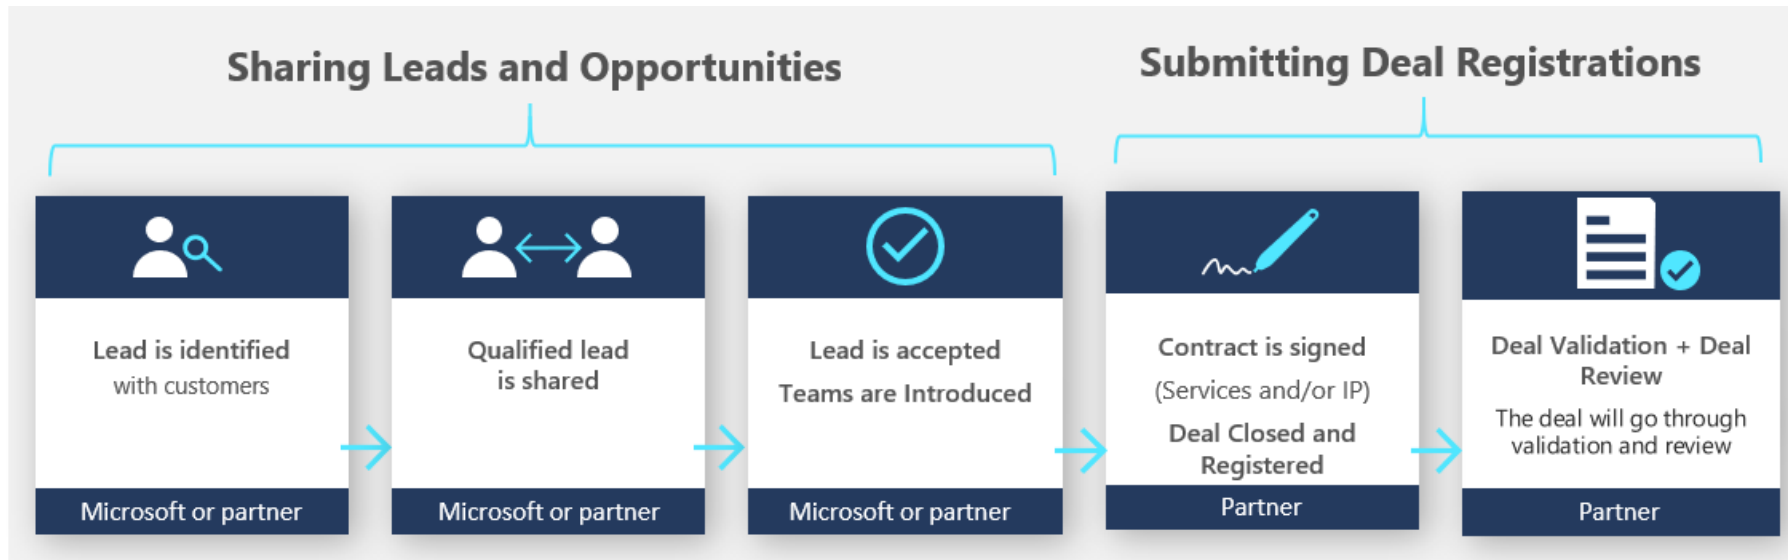 Sharing Leads and Opportunities
Submitting Deal Registrations
Lead is identified
with customers
Microsoft or partner
Qualified lead
is shared
Microsoft or partner
Lead is accepted
Teams are Introduced
Microsoft or partner
Contract is signed
(Services and/or IP)
Deal Closed and
Registered
Partner
Deal Validation + Deal
Review
The deal will go through
validation and review
Partner